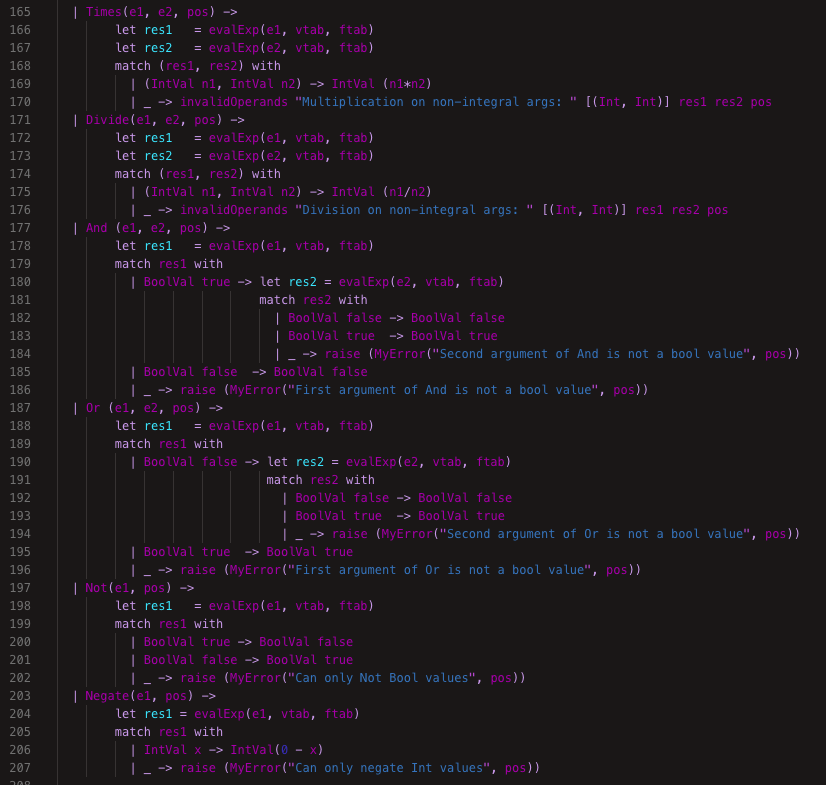 165 | Times(e1, e2, pos) ->
166 let res1 = evalExp(e1, vtab, ftab)
167 let res2 = evalExp(e2, vtab, ftab)
168 match (res1, res2) with
169 | (IntVal n1, IntVal n2) -> IntVal (n1*n2)
170 | _ -> invalidOperands "Multiplication on non-integral args: " [(Int, Int)] res1 res2 pos
171 | Divide(e1, e2, pos) ->
172 let res1 = evalExp(e1, vtab, ftab)
173 let res2 = evalExp(e2, vtab, ftab)
174 match (res1, res2) with
175 | (IntVal n1, IntVal n2) -> IntVal (n1/n2)
176 | _ -> invalidOperands "Division on non-integral args: " [(Int, Int)] res1 res2 pos
177 | And (e1, e2, pos) ->
178 let res1 = evalExp(e1, vtab, ftab)
179 match res1 with
180 | BoolVal true -> let res2 = evalExp(e2, vtab, ftab)
181 match res2 with
182 | BoolVal false -> BoolVal false
183 | BoolVal true -> BoolVal true
184 | _ -> raise (MyError("Second argument of And is not a bool value", pos))
185 | BoolVal false -> BoolVal false
186 | _ -> raise (MyError("First argument of And is not a bool value", pos))
187 | Or (e1, e2, pos) ->
188 let res1 = evalExp(e1, vtab, ftab)
189 match res1 with
190 | BoolVal false -> let res2 = evalExp(e2, vtab, ftab)
191 match res2 with
192 | BoolVal false -> BoolVal false
193 | BoolVal true -> BoolVal true
194 | _ -> raise (MyError("Second argument of Or is not a bool value", pos))
195 | BoolVal true -> BoolVal true
196 | _ -> raise (MyError("First argument of Or is not a bool value", pos))
197 | Not(e1, pos) ->
198 let res1 = evalExp(e1, vtab, ftab)
199 match res1 with
200 | BoolVal true -> BoolVal false
201 | BoolVal false -> BoolVal true
202 | _ -> raise (MyError("Can only Not Bool values", pos))
203 | Negate(e1, pos) ->
204 let res1 = evalExp(e1, vtab, ftab)
205 match res1 with
206 | IntVal x -> IntVal(0 - x)
207 | _ -> raise (MyError("Can only negate Int values", pos))